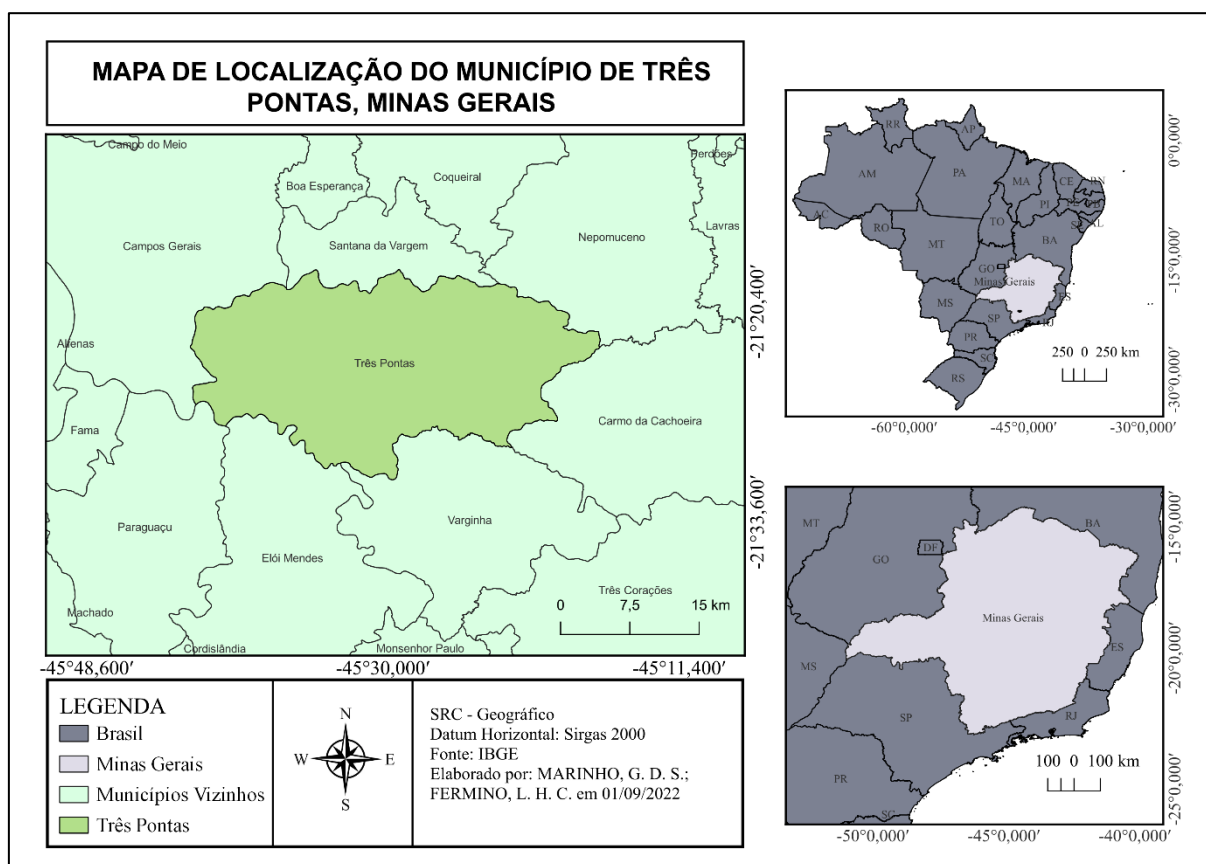 MAPA DE LOCALIZAÇÃO DO MUNICÍPIO DE TRÊS
PONTAS, MINAS GERAIS
Campo do Meio
Perdões
Boa Esperança
Coqueiral
Lavras
Campos Gerais
Santana da Vargem
Nepomuceno
Alfenas
Três Pontas
Fama
Carmo da Cachoeira
Paraguaçu
Varginha
Elói Mendes
Três Corações
Machado
Cordislândia
Monsenhor Paulo
0 7,5 15 km
-21°20,400′
-21°33,600′
-45°48,600′ -45°30,000′ -45°11,400′
LEGENDA
Brasil
Minas Gerais
Municípios Vizinhos
Três Pontas
N
W E
S
SRC - Geográfico
Datum Horizontal: Sirgas 2000
Fonte: IBGE
Elaborado por: MARINHO, G. D. S.;
FERMINO, L. H. C. em 01/09/2022
RR
AP
AM
PA
MA
CE
RN
PI
PE
PB
AC
TO
AL
RO
SE
MT
BA
GO
Minas Gerais
MS
ES
SP
RJ
PR
SC
RS
250 0 250 km
0°0,000′
-15°0,000′
-30°0,000′
-60°0,000′ -45°0,000′ -30°0,000′
MT
BA
DF
GO
Minas Gerais
ES
MS
SP
RJ
PR
SC
100 0 100 km
-15°0,000′
-20°0,000′
-25°0,000′
-50°0,000′ -45°0,000′ -40°0,000′